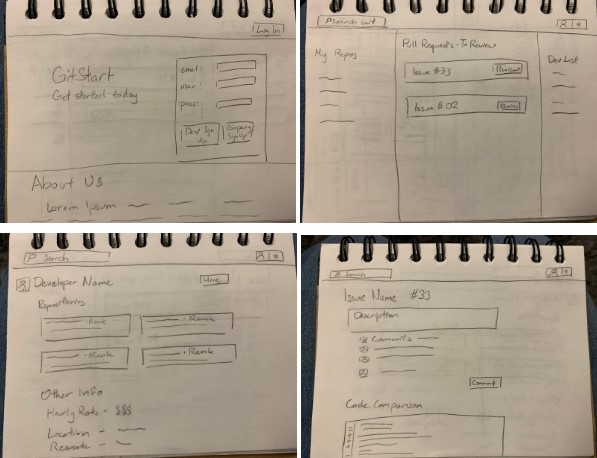 Log In
GitStart
Get started today
email:
user:
pass:
Dev Sign Up
Company Sign Up
About Us
Lorem Ipsum
Search Git
My Repos
Pull Requests - To Review
Issue #33
Issue #02
Review
Dev List
Search
Developer Name
Hire
Repositories
Rank
Rank
Rank
Rank
Other Info
Hourly Rate - $$$
Location -
Remote -
Search
Issue Name #33
Description
Commits
Commit
Code Comparison